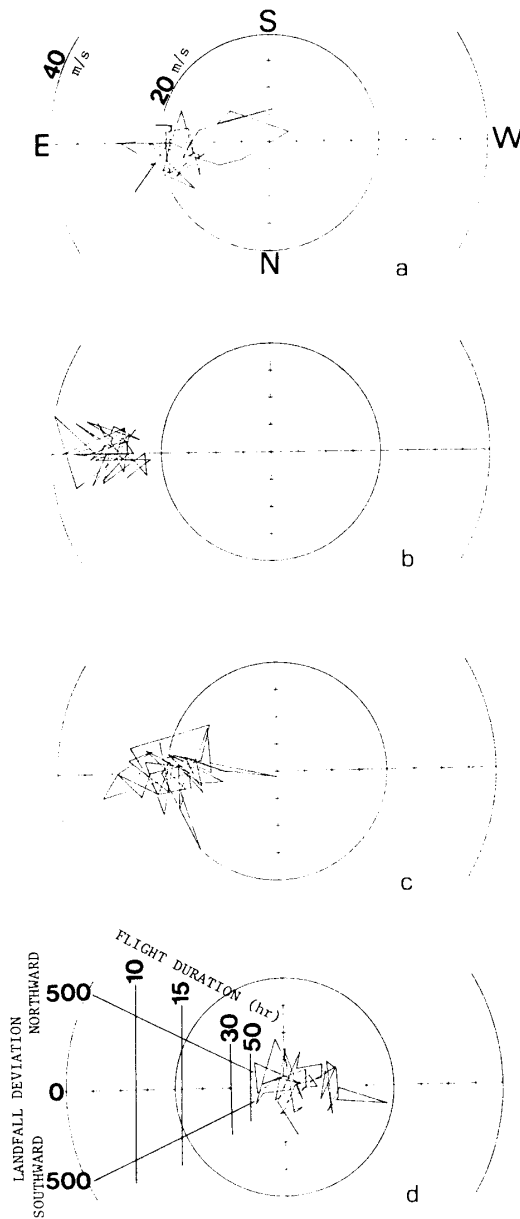 S
40 m/s
20 m/s
E
W
N
a
b
c
FLIGHT DURATION (hr)
10
15
30
50
LANDFALL DEVIATION
NORTHWARD
SOUTHWARD
500
0
500
d